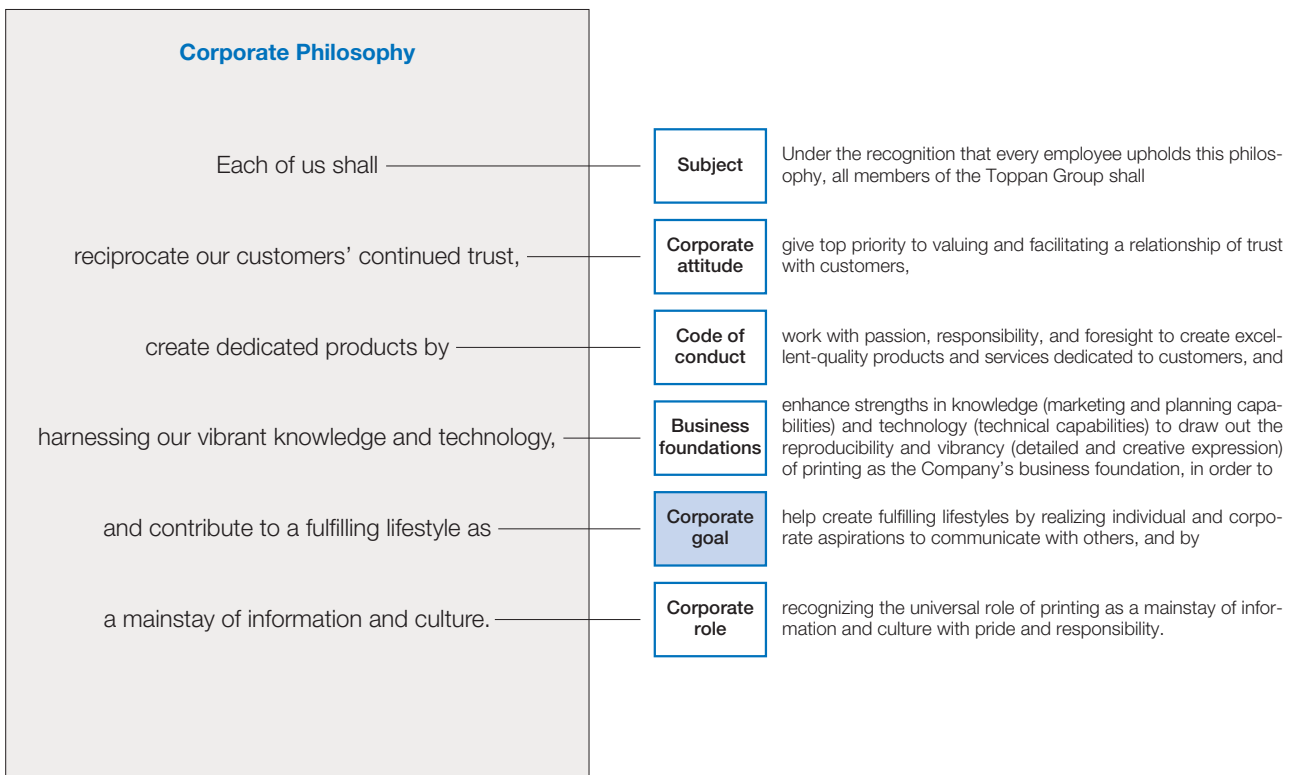 Corporate Philosophy
Each of us shall
Subject
Under the recognition that every employee upholds this philos-
ophy, all members of the Toppan Group shall
reciprocate our customers’ continued trust,
Corporate
attitude
give top priority to valuing and facilitating a relationship of trust
with customers,
create dedicated products by
Code of
conduct
work with passion, responsibility, and foresight to create excel-
lent-quality products and services dedicated to customers, and
harnessing our vibrant knowledge and technology,
Business
foundations
enhance strengths in knowledge (marketing and planning capa-
bilities) and technology (technical capabilities) to draw out the
reproducibility and vibrancy (detailed and creative expression)
of printing as the Company’s business foundation, in order to
and contribute to a fulfilling lifestyle as
Corporate
goal
help create fulfilling lifestyles by realizing individual and corpo-
rate aspirations to communicate with others, and by
a mainstay of information and culture.
Corporate
role
recognizing the universal role of printing as a mainstay of infor-
mation and culture with pride and responsibility.